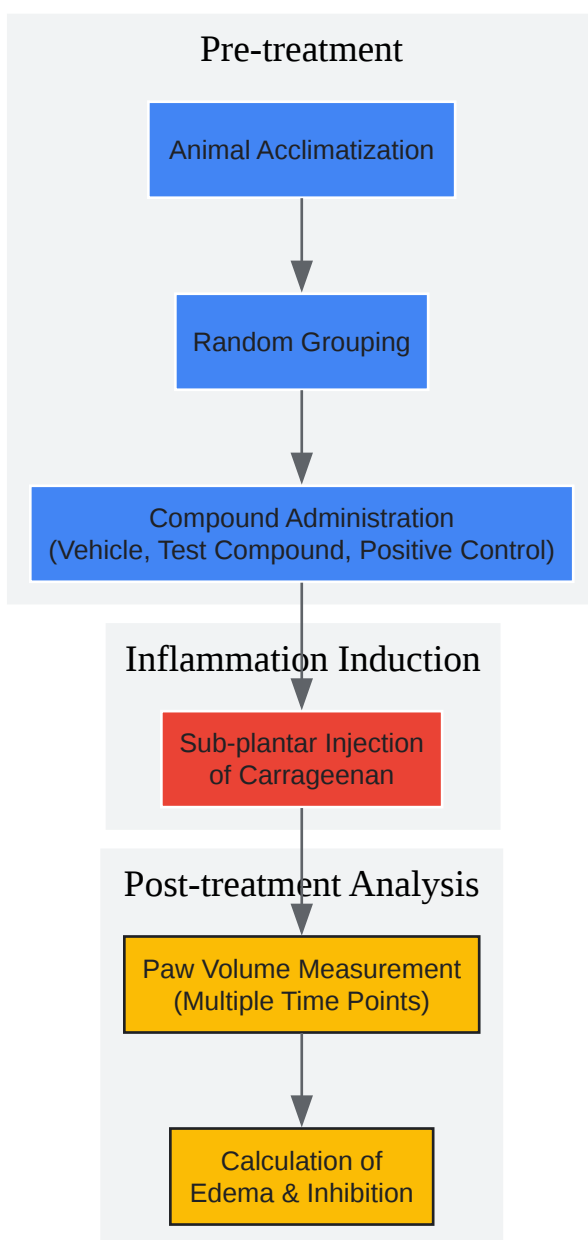 Pre-treatment
Animal Acclimatization
Random Grouping
Compound Administration
(Vehicle, Test Compound, Positive Control)
Inflammation Induction
Sub-plantar Injection
of Carrageenan
Post-treatment Analysis
Paw Volume Measurement
(Multiple Time Points)
Calculation of
Edema & Inhibition